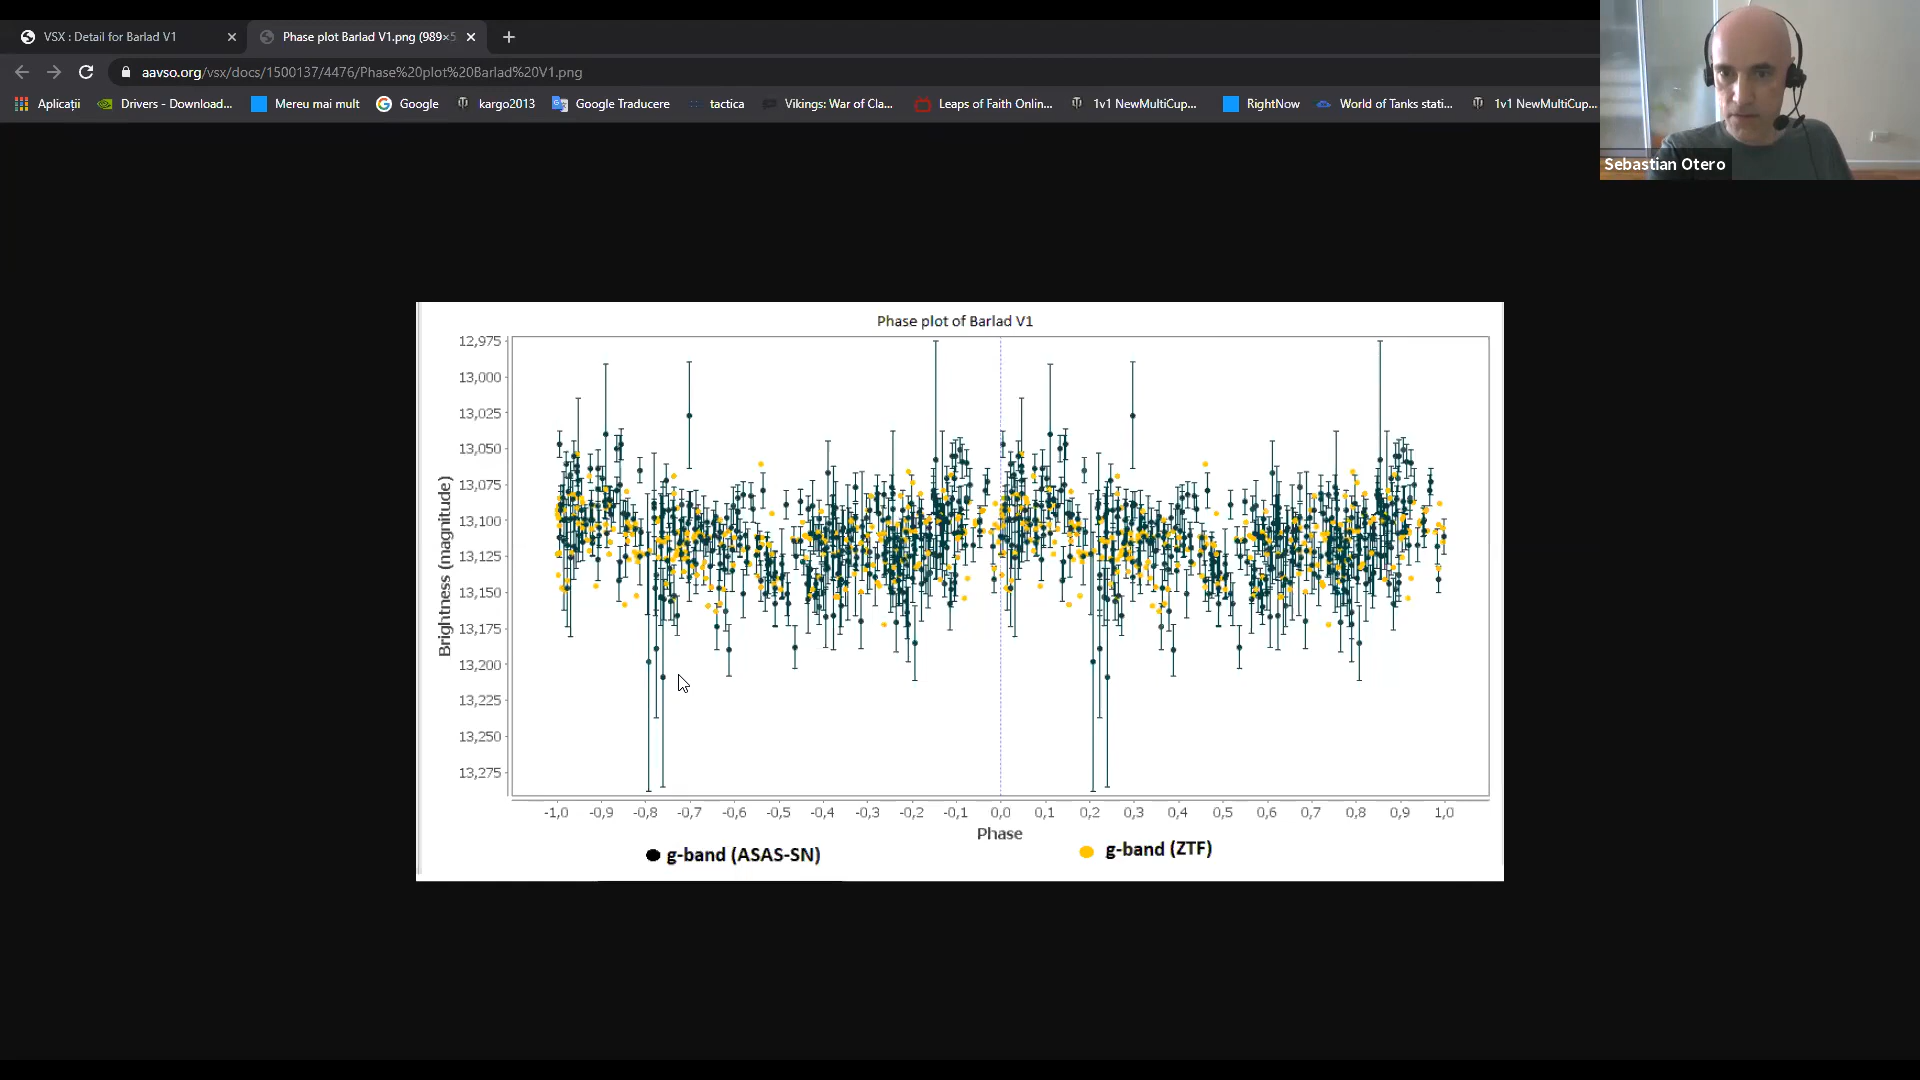 VSX : Detail for Barlad V1
Phase plot Barlad V1.png (989×5
aavso.org/vsx/docs/1500137/4476/Phase%20plot%20Barlad%20V1.png
Aplicații Drivers - Download... Mereu mai mult Google kargo2013 Google Traducere tactica Vikings: War of Cla... Leaps of Faith Onlin... 1v1 NewMultiCup... RightNow World of Tanks stati... 1v1 NewMultiCup...
Sebastian Otero
Phase plot of Barlad V1
Brightness (magnitude)
12,975
13,000
13,025
13,050
13,075
13,100
13,125
13,150
13,175
13,200
13,225
13,250
13,275
-1,0 -0,9 -0,8 -0,7 -0,6 -0,5 -0,4 -0,3 -0,2 -0,1 0,0 0,1 0,2 0,3 0,4 0,5 0,6 0,7 0,8 0,9 1,0
Phase
g-band (ASAS-SN)
g-band (ZTF)